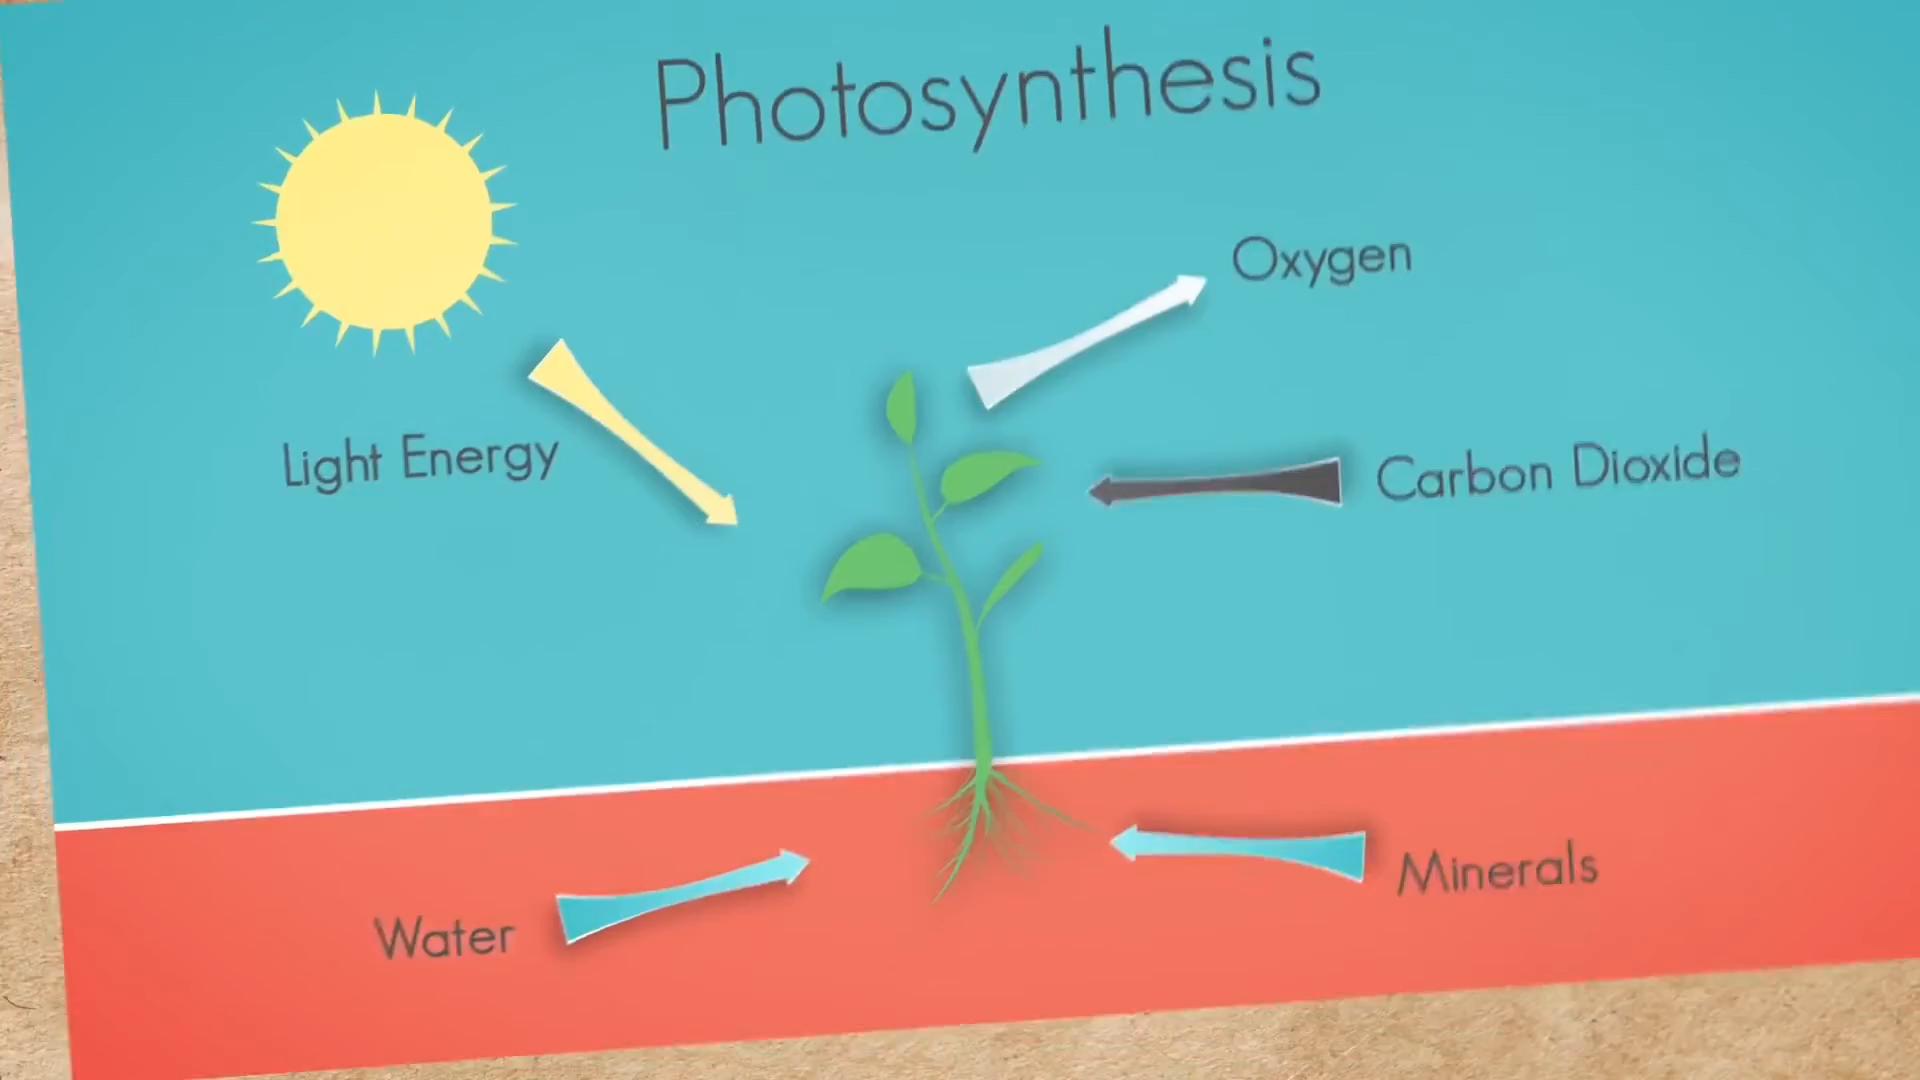 Photosynthesis
Oxygen
Light Energy
Carbon Dioxide
Water
Minerals